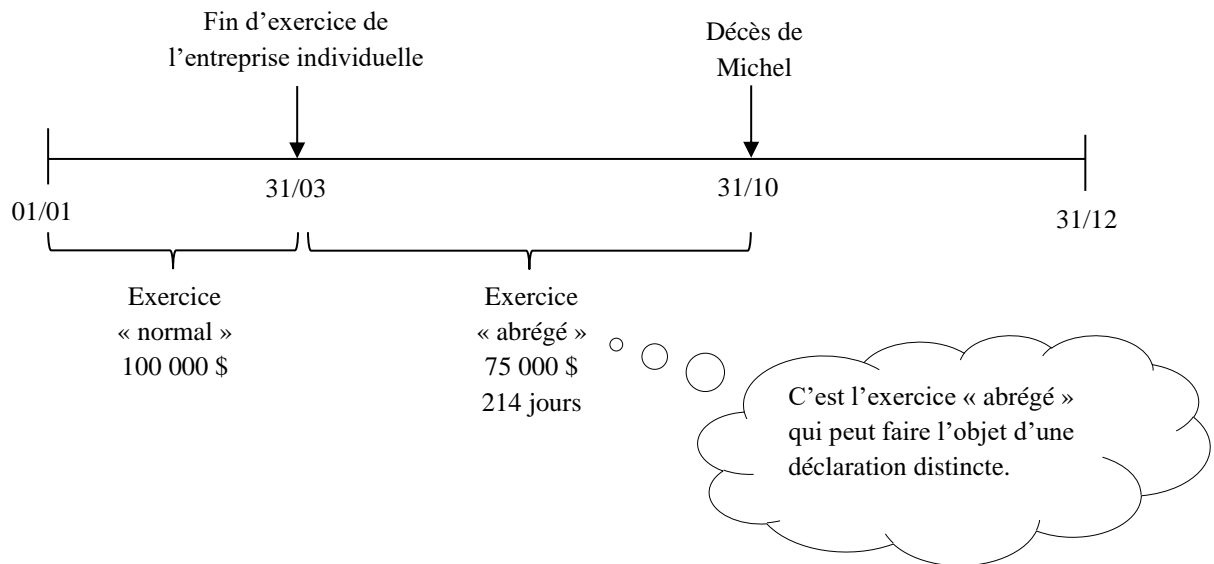 Fin d’exercice de
l’entreprise individuelle
Décès de
Michel
01/01
31/03
31/10
31/12
Exercice
« normal »
100 000 $
Exercice
« abrégé »
75 000 $
214 jours
C’est l’exercice « abrégé »
qui peut faire l’objet d’une
déclaration distincte.